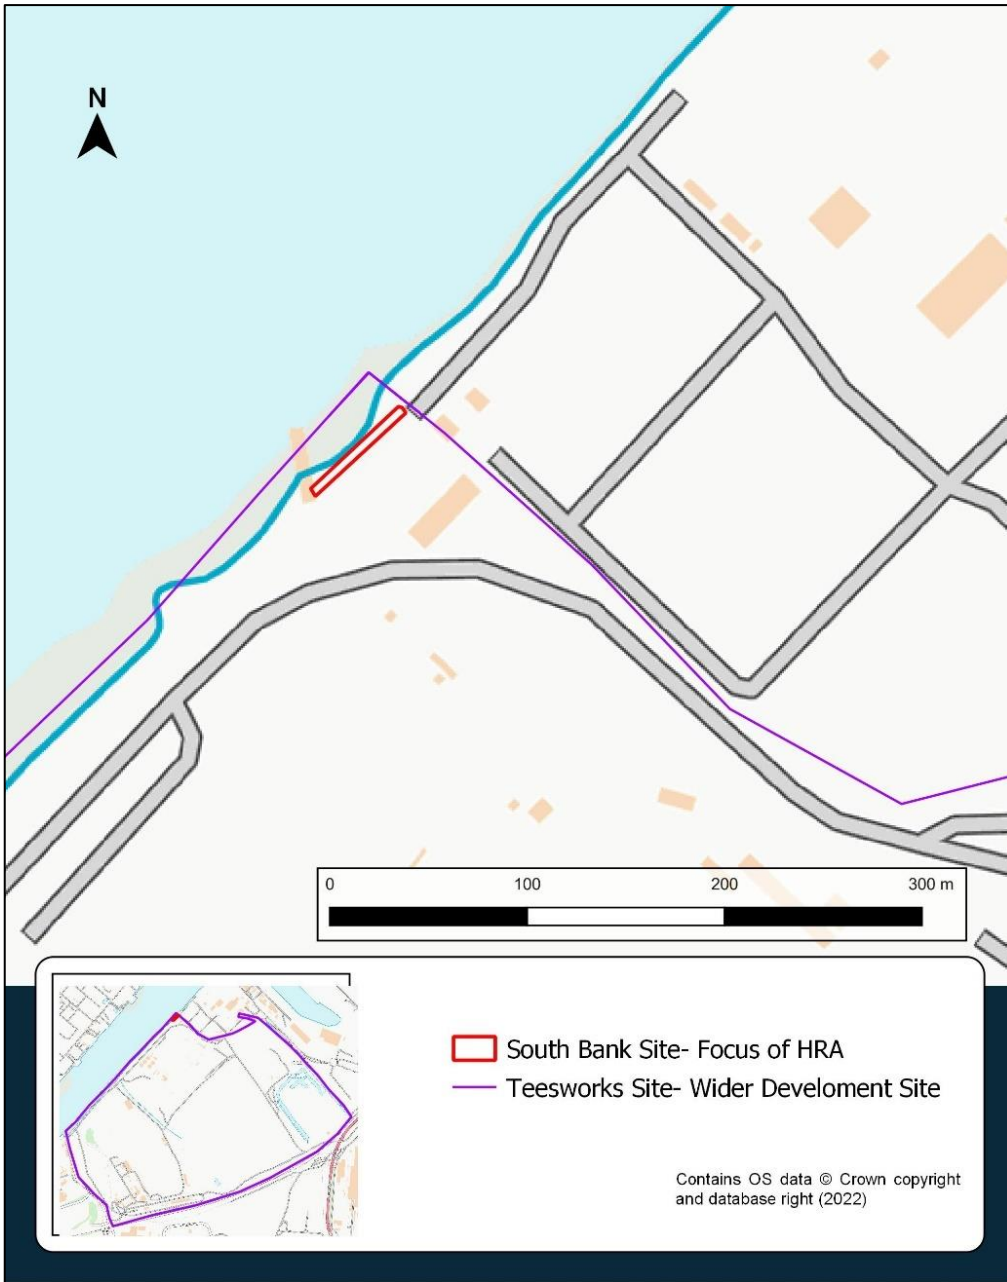 N
0 100 200 300 m
South Bank Site- Focus of HRA
Teesworks Site- Wider Develoment Site
Contains OS data © Crown copyright
and database right (2022)